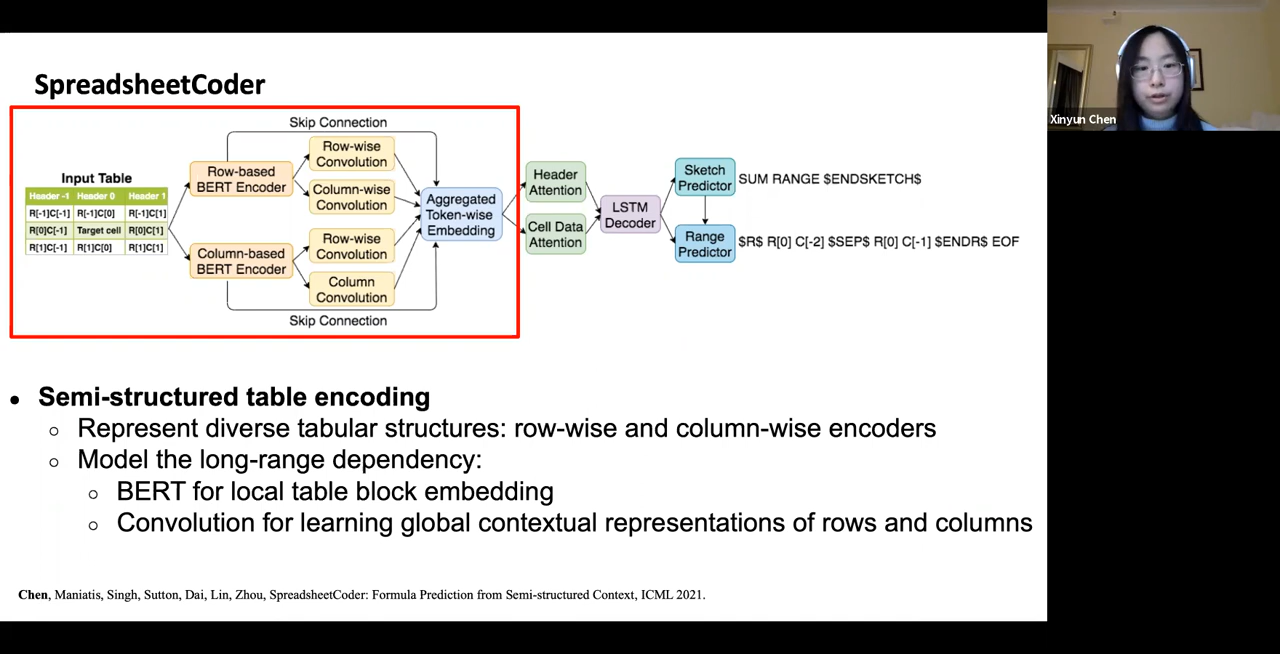 SpreadsheetCoder
Skip Connection
Input Table
Header -1 Header 0 Header 1
R[-1]C[-1] R[-1]C[0] R[-1]C[1]
R[0]C[-1] Target cell R[0]C[1]
R[1]C[-1] R[1]C[0] R[1]C[1]
Row-based
BERT Encoder
Column-based
BERT Encoder
Row-wise
Convolution
Column-wise
Convolution
Row-wise
Convolution
Column
Convolution
Skip Connection
Aggregated
Token-wise
Embedding
Header
Attention
Cell Data
Attention
LSTM
Decoder
Sketch
Predictor
SUM RANGE $ENDSKETCH$
Range
Predictor
$R$ R[0] C[-2] $SEP$ R[0] C[-1] $ENDR$ EOF
Xinyun Chen
• Semi-structured table encoding
○ Represent diverse tabular structures: row-wise and column-wise encoders
○ Model the long-range dependency:
○ BERT for local table block embedding
○ Convolution for learning global contextual representations of rows and columns
Chen, Maniatis, Singh, Sutton, Dai, Lin, Zhou, SpreadsheetCoder: Formula Prediction from Semi-structured Context, ICML 2021.